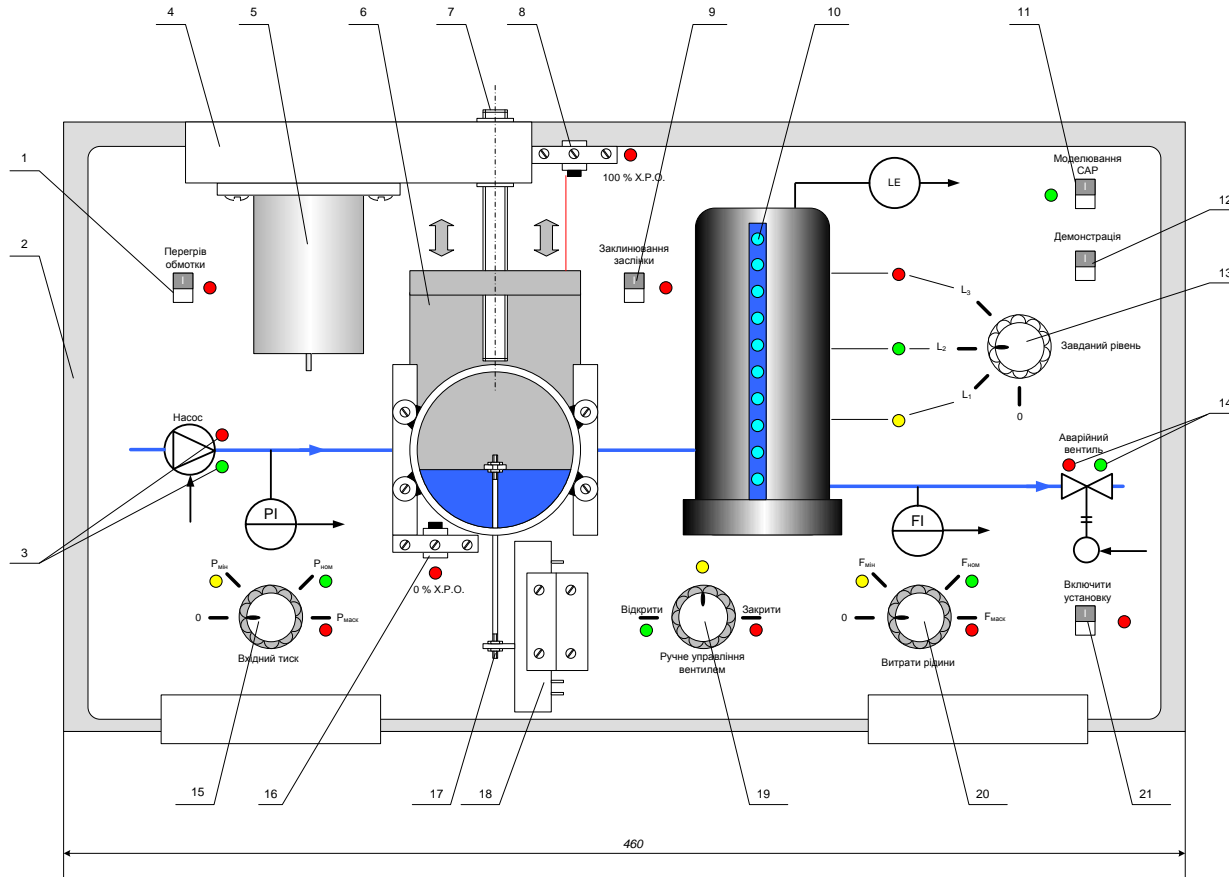 4
5
6
7
8
9
10
11
1
2
3
12
13
14
100 % Х.Р.О.
LE
Моделювання
САР
I
Демонстрація
I
Перегрів
обмотки
I
Заклинювання
заслінки
I
L₃
L₂
L₁
0
Завданий рівень
Насос
PI
Аварійний
вентиль
FI
0 % Х.Р.О.
0
Pмін
Pном
Pмаск
Вхідний тиск
Відкрити
Закрити
Ручне управління
вентилем
0
Fмін
Fном
Fмаск
Витрати рідини
Включити
установку
I
15
16
17
18
19
20
21
460